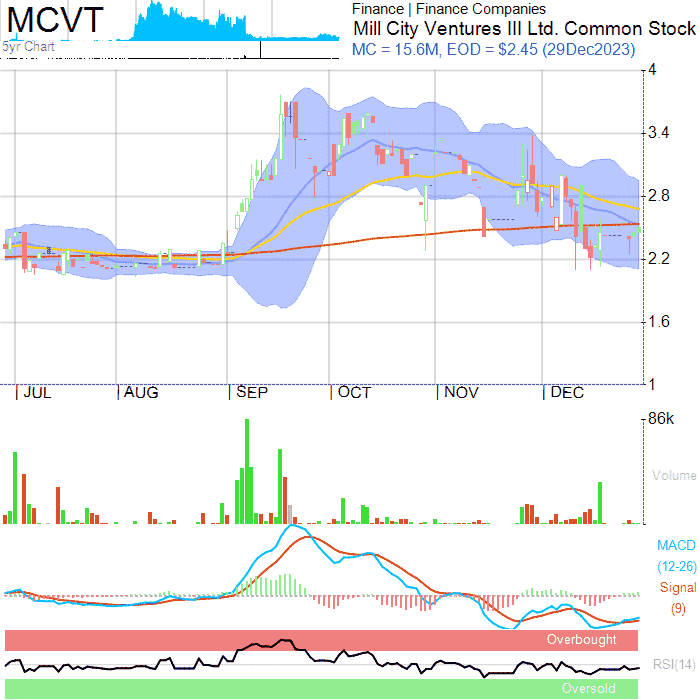 MCVT
5yr Chart
Finance | Finance Companies
Mill City Ventures III Ltd. Common Stock
MC = 15.6M, EOD = $2.45 (29Dec2023)
4
3.4
2.8
2.2
1.6
1
JUL AUG SEP OCT NOV DEC
86k
Volume
MACD
(12-26)
Signal
(9)
Overbought
RSI(14)
Oversold